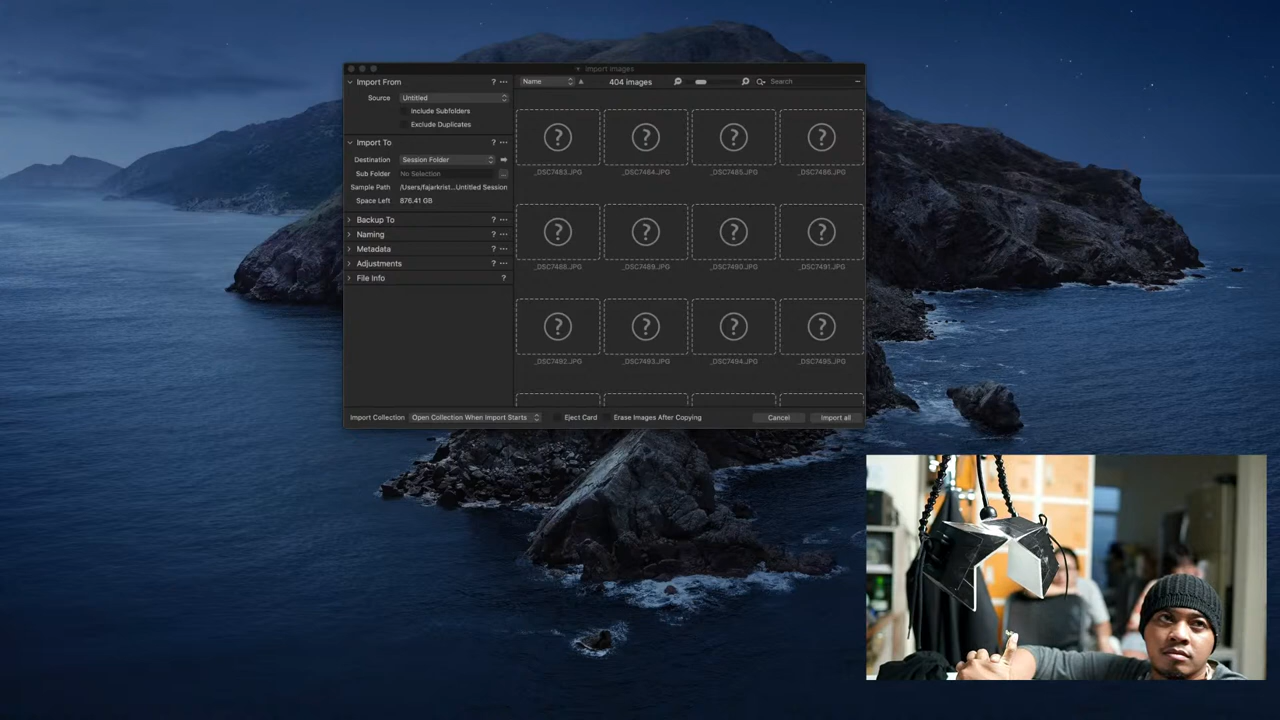 Import Images
Import From ? ...
Source Untitled
Include Subfolders
Exclude Duplicates
Import To ? ...
Destination Session Folder
Sub Folder No Selection ...
Sample Path /Users/fajarkrist...Untitled Session
Space Left 876.41 GB
Backup To ? ...
Naming ? ...
Metadata ? ...
Adjustments ? ...
File Info ?
Name 404 images Search
? ? ? ?
_DSC7483.JPG _DSC7484.JPG _DSC7485.JPG _DSC7486.JPG
? ? ? ?
_DSC7488.JPG _DSC7489.JPG _DSC7490.JPG _DSC7491.JPG
? ? ? ?
_DSC7492.JPG _DSC7493.JPG _DSC7494.JPG _DSC7495.JPG
Import Collection Open Collection When Import Starts Eject Card Erase Images After Copying Cancel Import all